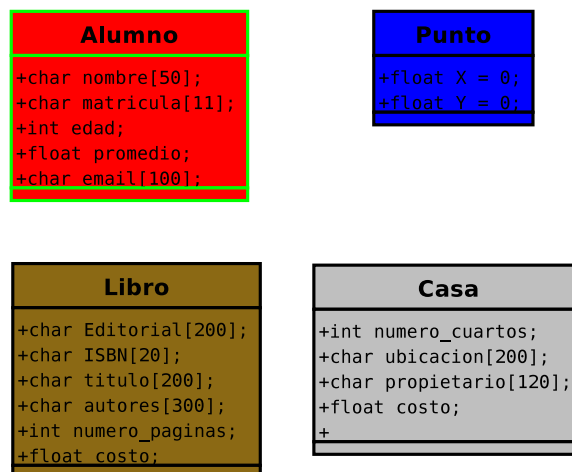 Alumno
+char nombre[50];
+char matricula[11];
+int edad;
+float promedio;
+char email[100];
Punto
+float X = 0;
+float Y = 0;
Libro
+char Editorial[200];
+char ISBN[20];
+char titulo[200];
+char autores[300];
+int numero_paginas;
+float costo;
Casa
+int numero_cuartos;
+char ubicacion[200];
+char propietario[120];
+float costo;
+